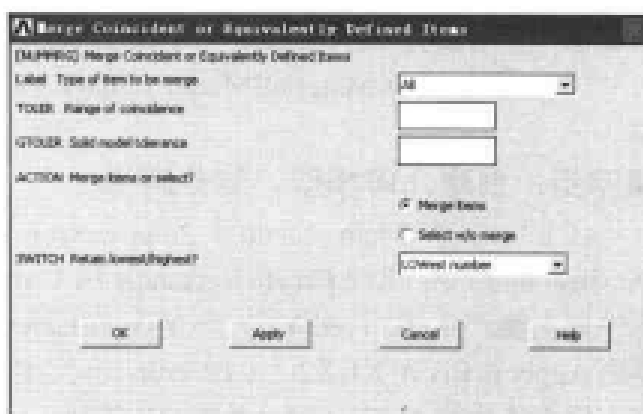 Merge Coincident or Equivalently Defined Items
[NUMMRG] Merge Coincident or Equivalently Defined Items
Label Type of item to be merge
All
TOLER Range of coincidence
GTOLER Solid model tolerance
ACTION Merge items or select?
Merge items
Select w/o merge
SWITCH Retain lowest/highest?
LOWest number
OK
Apply
Cancel
Help